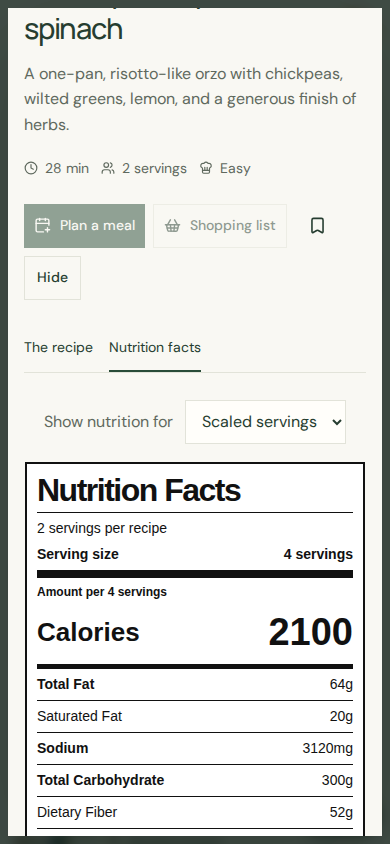 spinach
A one-pan, risotto-like orzo with chickpeas,
wilted greens, lemon, and a generous finish of
herbs.
28 min 2 servings Easy
Plan a meal Shopping list
Hide
The recipe Nutrition facts
Show nutrition for Scaled servings
Nutrition Facts
2 servings per recipe
Serving size 4 servings
Amount per 4 servings
Calories 2100
Total Fat 64g
Saturated Fat 20g
Sodium 3120mg
Total Carbohydrate 300g
Dietary Fiber 52g